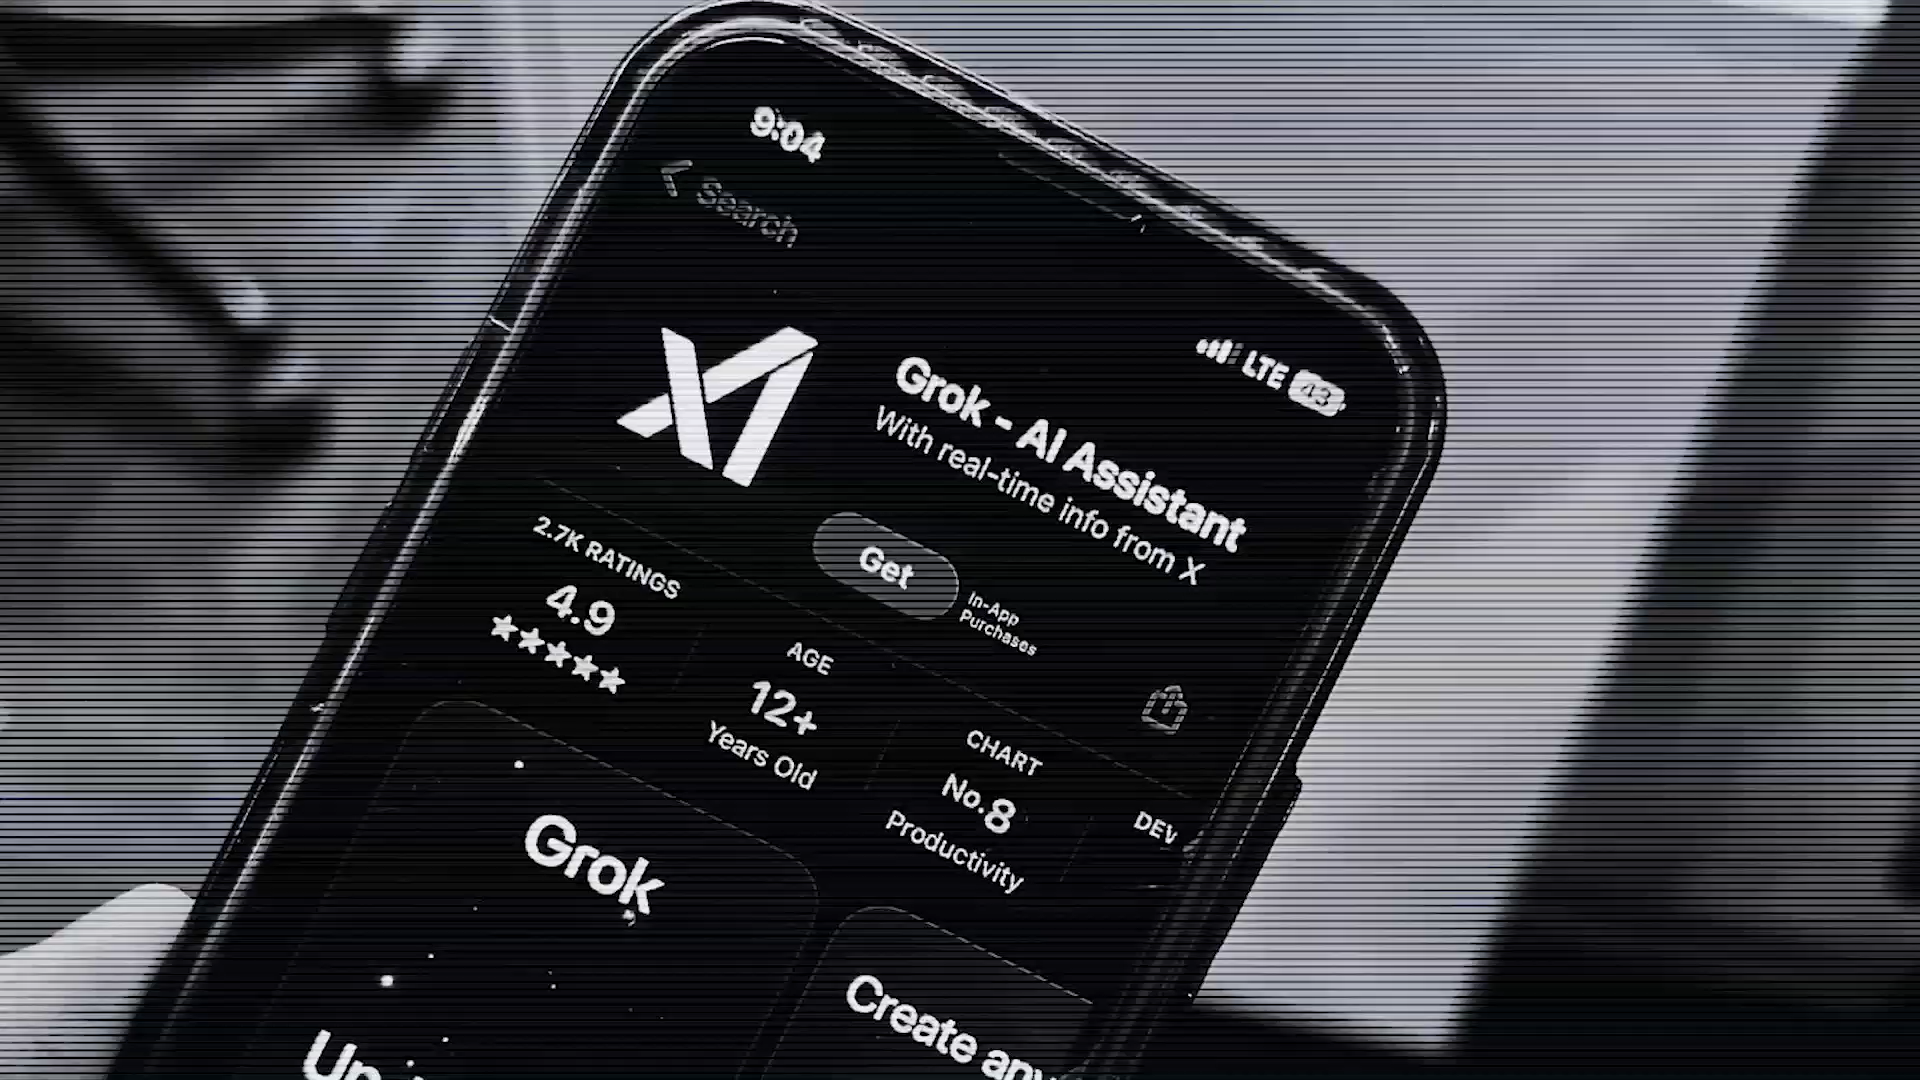 9:04
Search
LTE 43
Grok - AI Assistant
With real-time info from X
Get
In-App
Purchases
2.7K RATINGS
4.9
AGE
12+
Years Old
CHART
No.8
Productivity
DEV
Grok
Create any